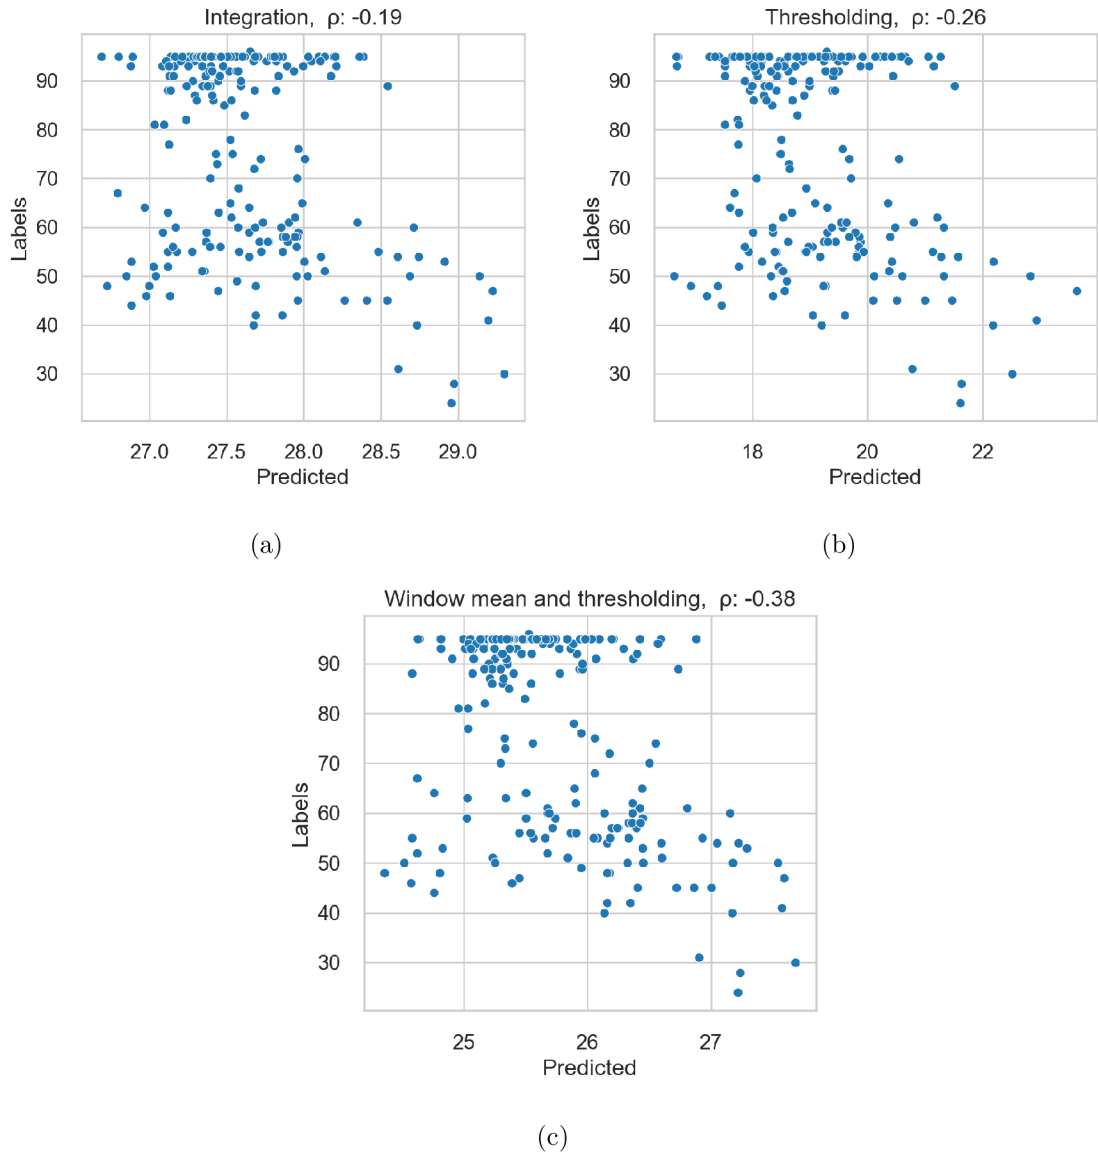 Integration,  ρ: -0.19
90
80
70
60
50
40
30
Labels
27.0 27.5 28.0 28.5 29.0
Predicted
(a)
Thresholding,  ρ: -0.26
90
80
70
60
50
40
30
Labels
18 20 22
Predicted
(b)
Window mean and thresholding,  ρ: -0.38
90
80
70
60
50
40
30
Labels
25 26 27
Predicted
(c)